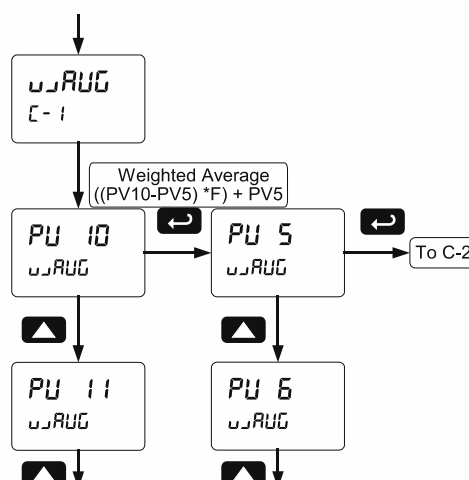 wAVG
C-1
Weighted Average
((PV10-PV5) *F) + PV5
PV 10
wAVG
PV 5
wAVG
To C-2
PV 11
wAVG
PV 6
wAVG